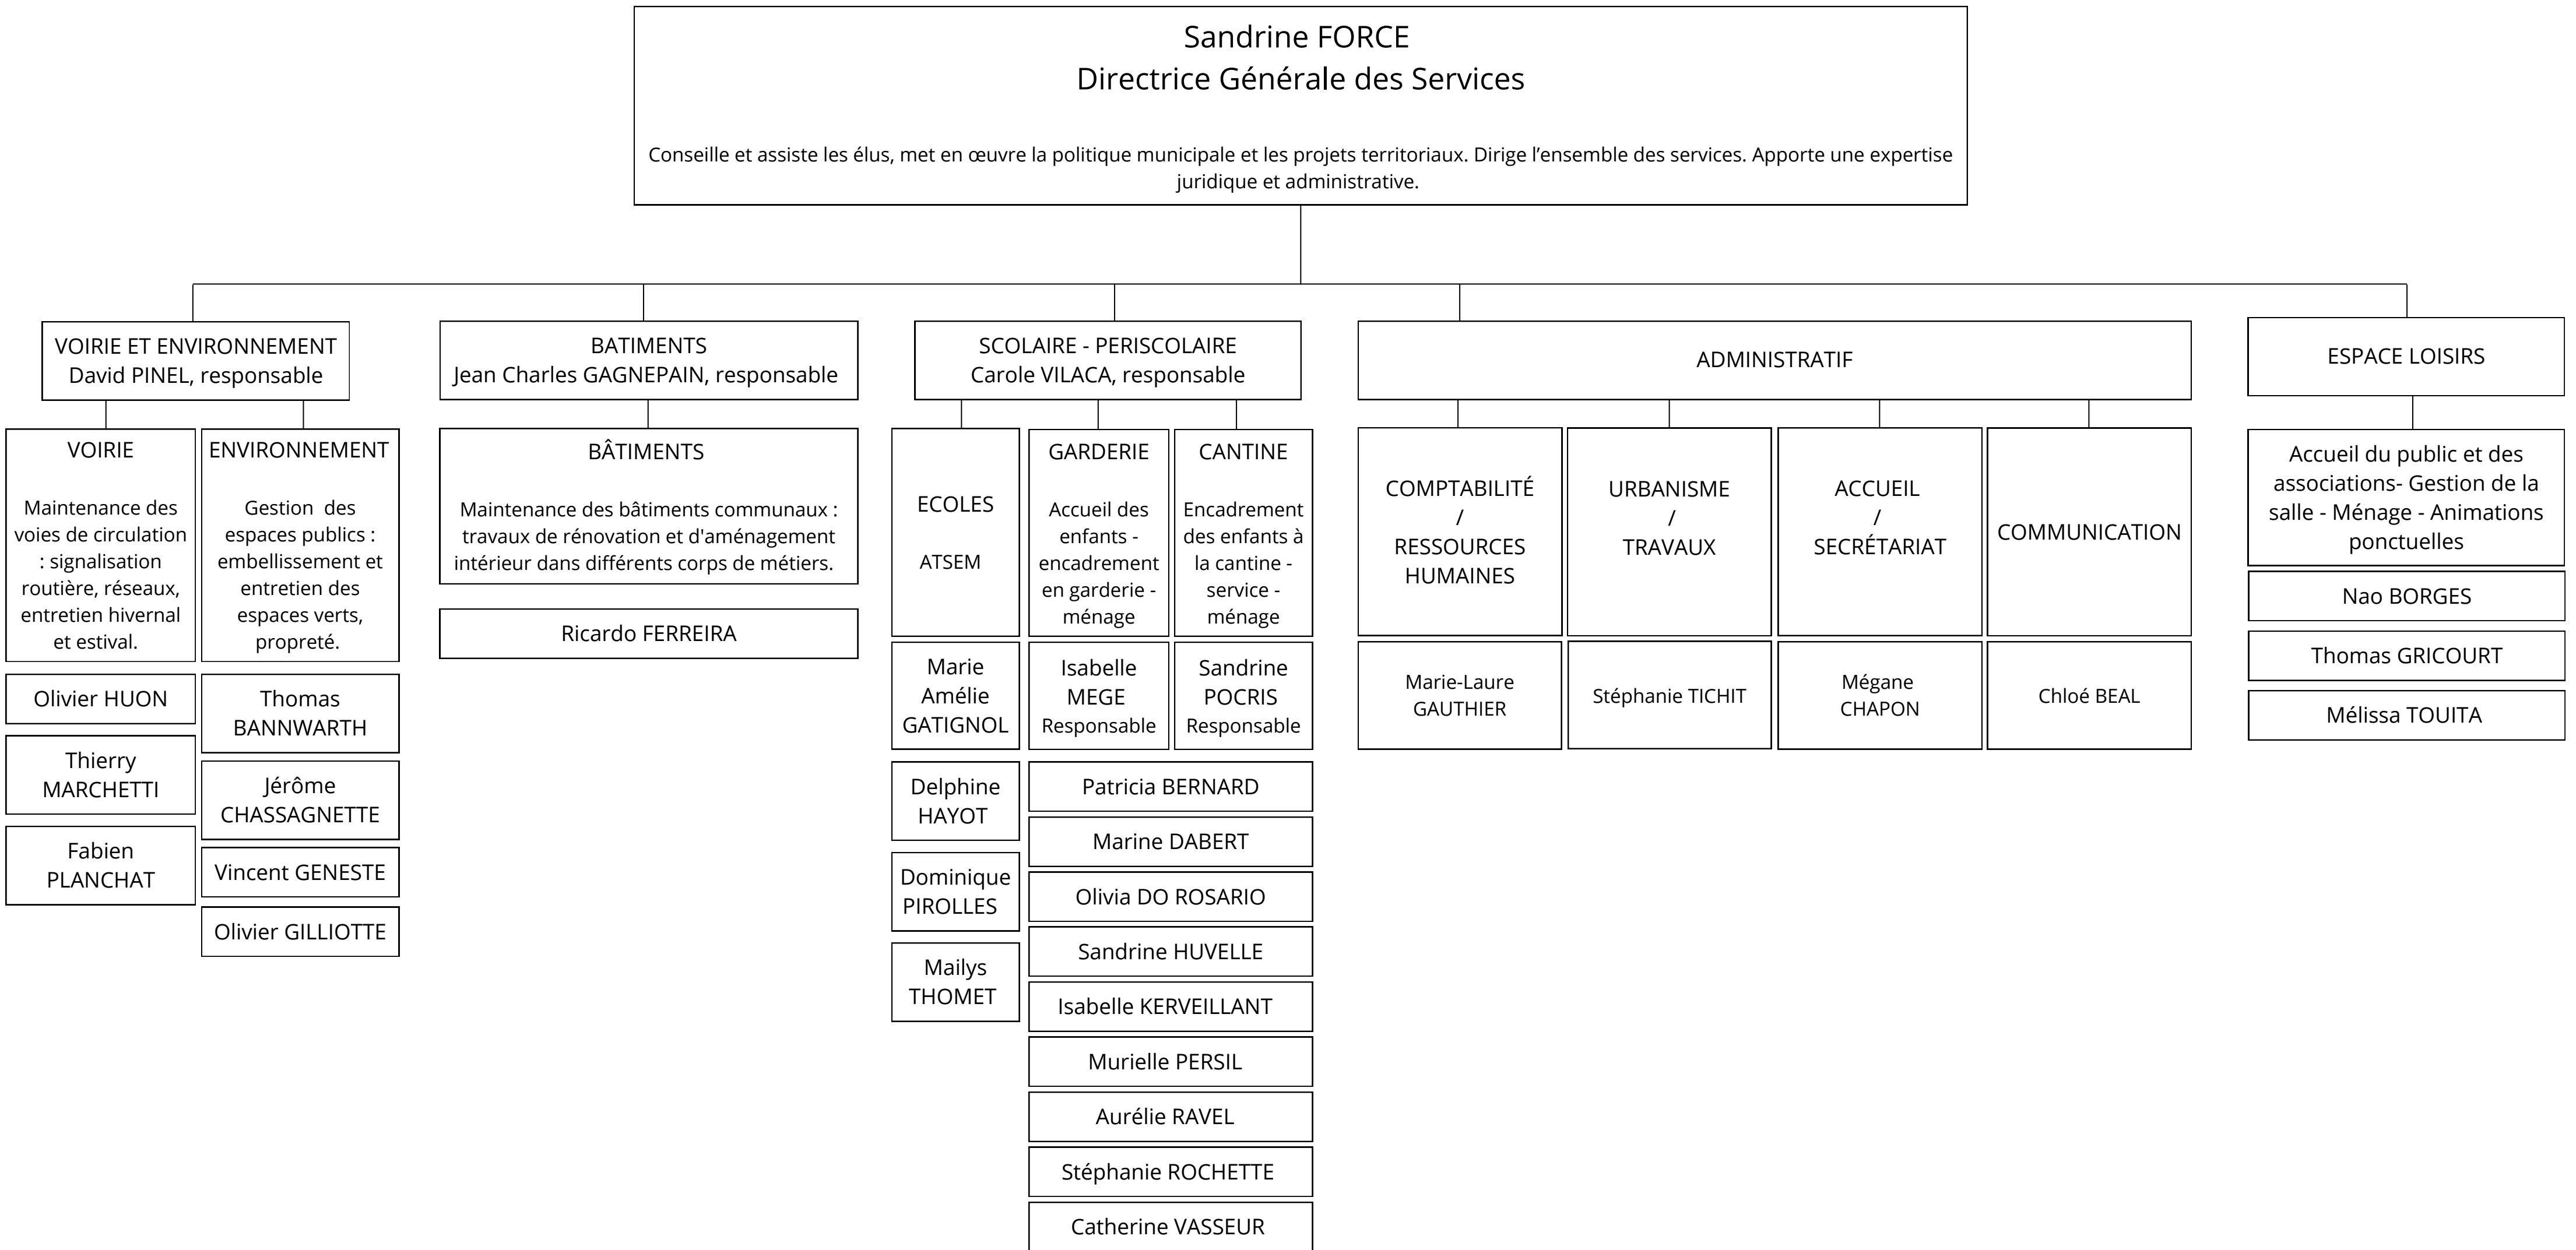 Sandrine FORCE
Directrice Générale des Services
Conseille et assiste les élus, met en œuvre la politique municipale et les projets territoriaux. Dirige l’ensemble des services. Apporte une expertise
juridique et administrative.
VOIRIE ET ENVIRONNEMENT
David PINEL, responsable
VOIRIE
Maintenance des
voies de circulation
: signalisation
routière, réseaux,
entretien hivernal
et estival.
Olivier HUON
Thierry
MARCHETTI
Fabien
PLANCHAT
ENVIRONNEMENT
Gestion  des
espaces publics :
embellissement et
entretien des
espaces verts,
propreté.
Thomas
BANNWARTH
Jérôme
CHASSAGNETTE
Vincent GENESTE
Olivier GILLIOTTE
BATIMENTS
Jean Charles GAGNEPAIN, responsable
BÂTIMENTS
Maintenance des bâtiments communaux :
travaux de rénovation et d'aménagement
intérieur dans différents corps de métiers.
Ricardo FERREIRA
SCOLAIRE - PERISCOLAIRE
Carole VILACA, responsable
ECOLES
ATSEM
Marie
Amélie
GATIGNOL
Delphine
HAYOT
Dominique
PIROLLES
Mailys
THOMET
GARDERIE
Accueil des
enfants -
encadrement
en garderie -
ménage
Isabelle
MEGE
Responsable
CANTINE
Encadrement
des enfants à
la cantine -
service -
ménage
Sandrine
POCRIS
Responsable
Patricia BERNARD
Marine DABERT
Olivia DO ROSARIO
Sandrine HUVELLE
Isabelle KERVEILLANT
Murielle PERSIL
Aurélie RAVEL
Stéphanie ROCHETTE
Catherine VASSEUR
ADMINISTRATIF
COMPTABILITÉ
/
RESSOURCES
HUMAINES
Marie-Laure
GAUTHIER
URBANISME
/
TRAVAUX
Stéphanie TICHIT
ACCUEIL
/
SECRÉTARIAT
Mégane
CHAPON
COMMUNICATION
Chloé BEAL
ESPACE LOISIRS
Accueil du public et des
associations- Gestion de la
salle - Ménage - Animations
ponctuelles
Nao BORGES
Thomas GRICOURT
Mélissa TOUITA